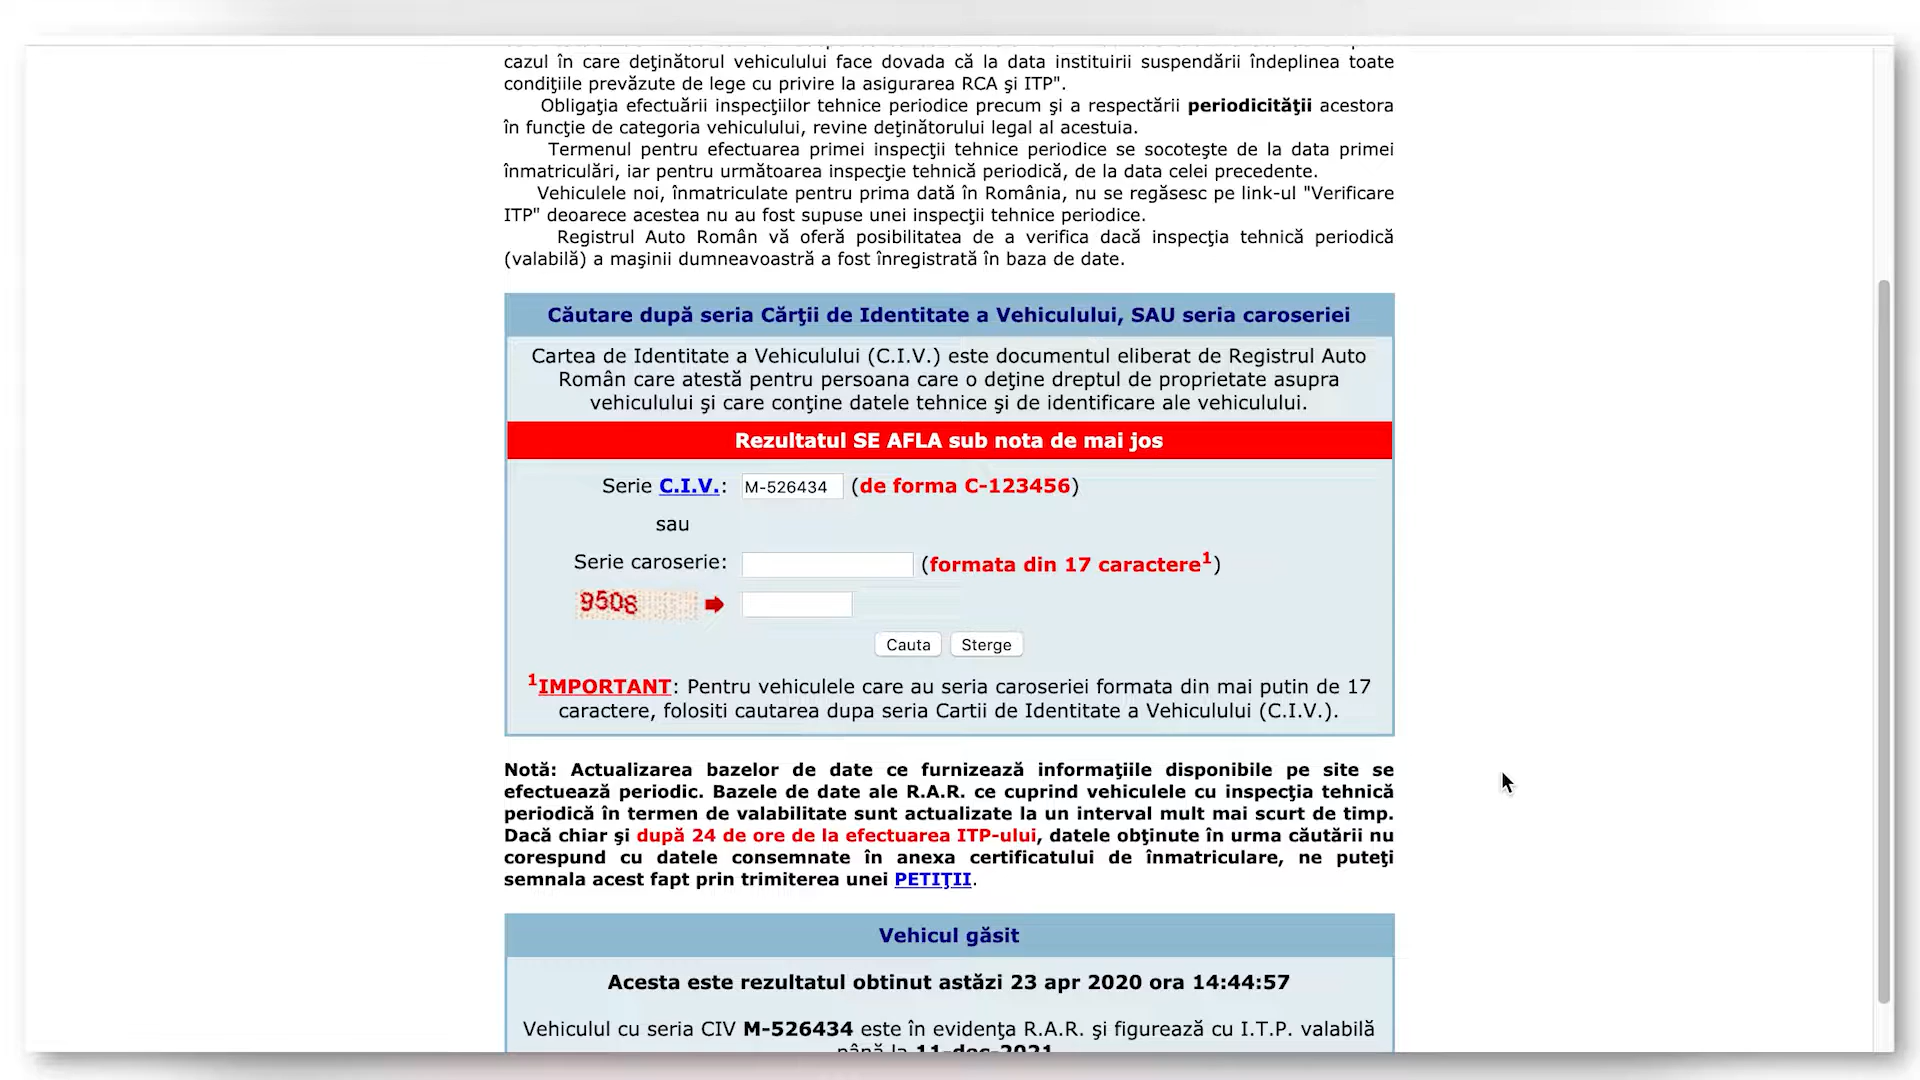 cazul în care deţinătorul vehiculului face dovada că la data instituirii suspendării îndeplinea toate
condiţiile prevăzute de lege cu privire la asigurarea RCA şi ITP".
Obligaţia efectuării inspecţiilor tehnice periodice precum şi a respectării periodicităţii acestora
în funcţie de categoria vehiculului, revine deţinătorului legal al acestuia.
Termenul pentru efectuarea primei inspecţii tehnice periodice se socoteşte de la data primei
înmatriculări, iar pentru următoarea inspecţie tehnică periodică, de la data celei precedente.
Vehiculele noi, înmatriculate pentru prima dată în România, nu se regăsesc pe link-ul "Verificare
ITP" deoarece acestea nu au fost supuse unei inspecţii tehnice periodice.
Registrul Auto Român vă oferă posibilitatea de a verifica dacă inspecţia tehnică periodică
(valabilă) a maşinii dumneavoastră a fost înregistrată în baza de date.
Căutare după seria Cărţii de Identitate a Vehiculului, SAU seria caroseriei
Cartea de Identitate a Vehiculului (C.I.V.) este documentul eliberat de Registrul Auto
Român care atestă pentru persoana care o deţine dreptul de proprietate asupra
vehiculului şi care conţine datele tehnice şi de identificare ale vehiculului.
Rezultatul SE AFLA sub nota de mai jos
Serie C.I.V.: M-526434 (de forma C-123456)
sau
Serie caroserie: (formata din 17 caractere1)
9508
Cauta Sterge
1IMPORTANT: Pentru vehiculele care au seria caroseriei formata din mai putin de 17
caractere, folositi cautarea dupa seria Cartii de Identitate a Vehiculului (C.I.V.).
Notă: Actualizarea bazelor de date ce furnizează informaţiile disponibile pe site se
efectuează periodic. Bazele de date ale R.A.R. ce cuprind vehiculele cu inspecţia tehnică
periodică în termen de valabilitate sunt actualizate la un interval mult mai scurt de timp.
Dacă chiar şi după 24 de ore de la efectuarea ITP-ului, datele obţinute în urma căutării nu
corespund cu datele consemnate în anexa certificatului de înmatriculare, ne puteţi
semnala acest fapt prin trimiterea unei PETIŢII.
Vehicul găsit
Acesta este rezultatul obtinut astăzi 23 apr 2020 ora 14:44:57
Vehiculul cu seria CIV M-526434 este în evidenţa R.A.R. şi figurează cu I.T.P. valabilă
până la 11-dec-2021